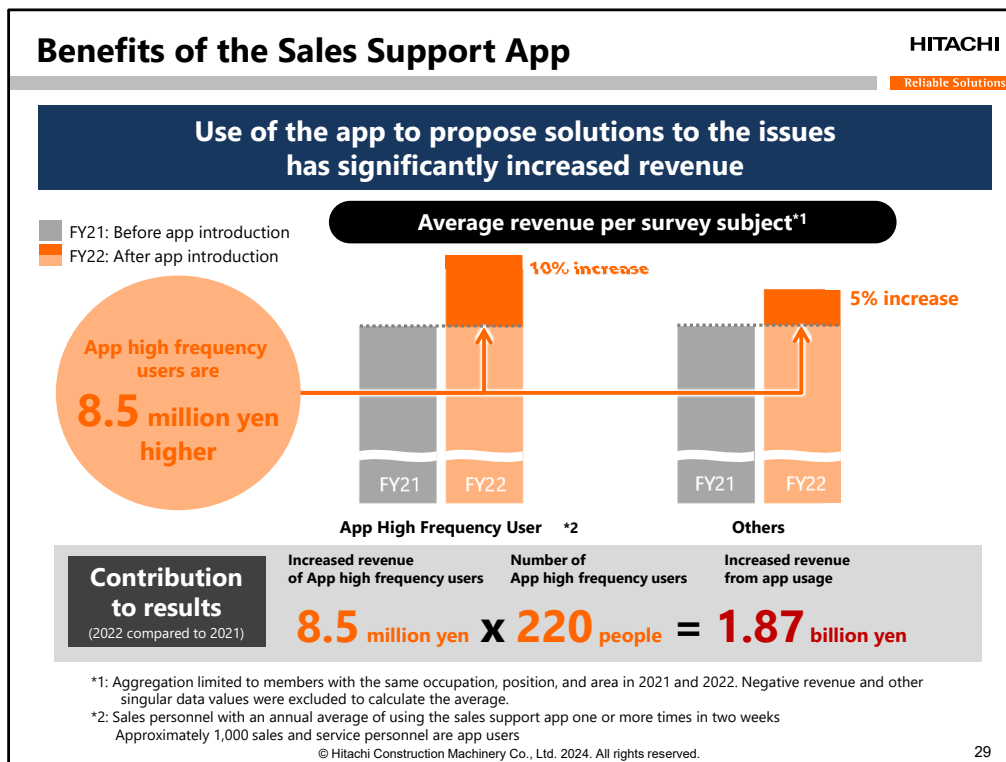 Benefits of the Sales Support App
HITACHI
Reliable Solutions
Use of the app to propose solutions to the issues
has significantly increased revenue
FY21: Before app introduction
FY22: After app introduction
Average revenue per survey subject*1
10% increase
5% increase
App high frequency
users are
8.5 million yen
higher
FY21
FY22
FY21
FY22
App High Frequency User *2
Others
Contribution
to results
(2022 compared to 2021)
Increased revenue
of App high frequency users
Number of
App high frequency users
Increased revenue
from app usage
8.5 million yen x 220 people = 1.87 billion yen
*1: Aggregation limited to members with the same occupation, position, and area in 2021 and 2022. Negative revenue and other
singular data values were excluded to calculate the average.
*2: Sales personnel with an annual average of using the sales support app one or more times in two weeks
Approximately 1,000 sales and service personnel are app users
© Hitachi Construction Machinery Co., Ltd. 2024. All rights reserved.
29